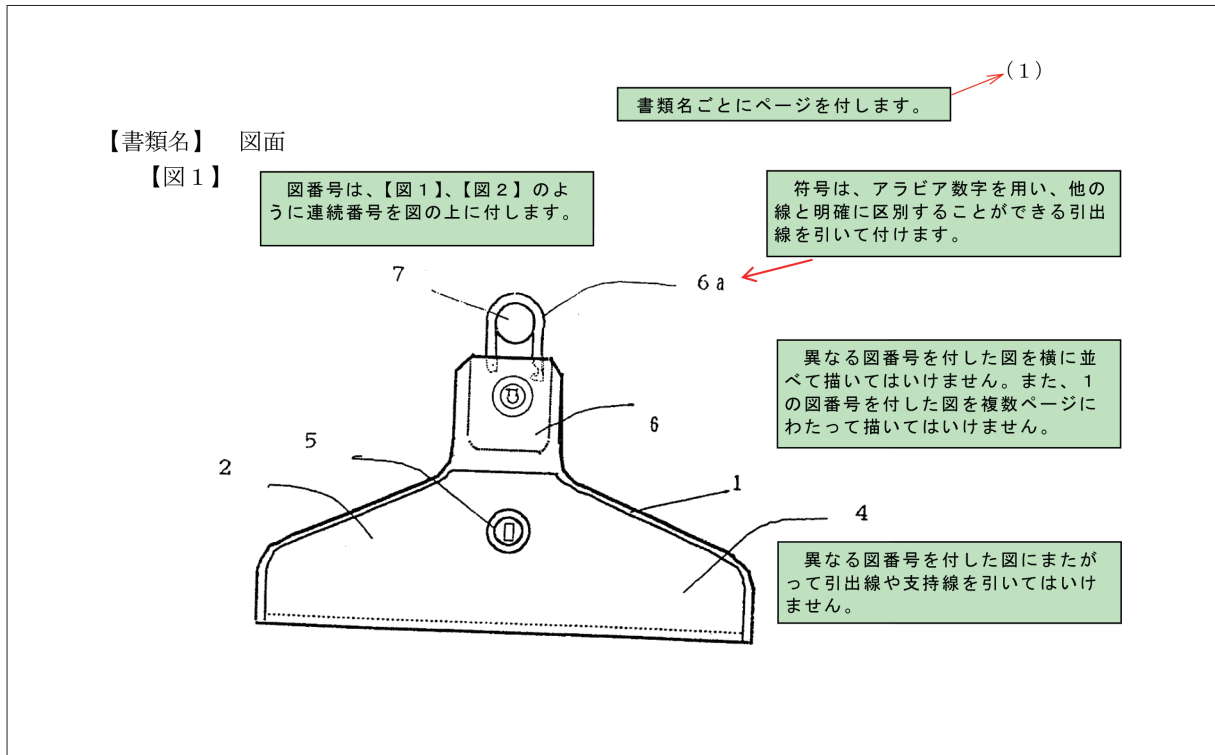 (1)
書類名ごとにページを付します。
【書類名】　図面
【図１】
図番号は、【図１】、【図２】のよ
うに連続番号を図の上に付します。
符号は、アラビア数字を用い、他の
線と明確に区別することができる引出
線を引いて付けます。
7
6a
異なる図番号を付した図を横に並
べて描いてはいけません。また、１
の図番号を付した図を複数ページに
わたって描いてはいけません。
6
5
2
1
4
異なる図番号を付した図にまたが
って引出線や支持線を引いてはいけ
ません。